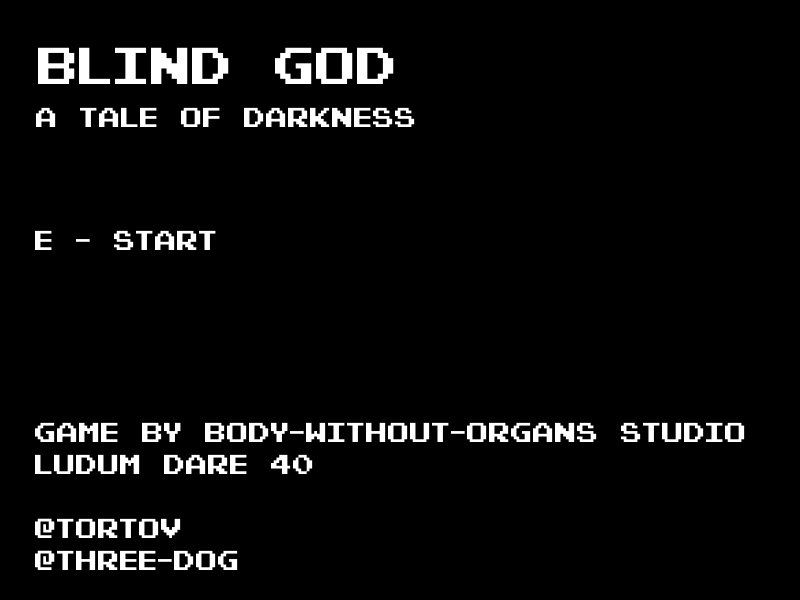 BLIND GOD
A TALE OF DARKNESS
E - START
GAME BY BODY-WITHOUT-ORGANS STUDIO
LUDUM DARE 40
@TORTOV
@THREE-DOG